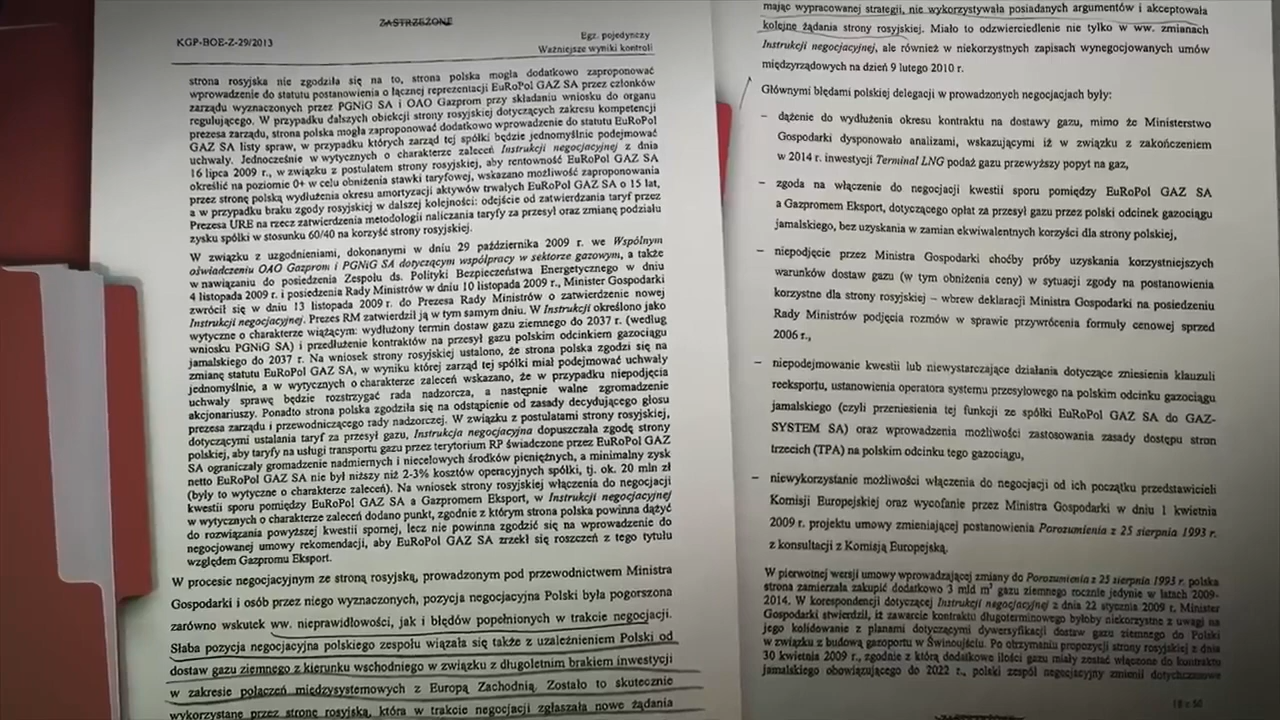 ZASTRZEŻONE
KGP-BOE-Z-29/2013
Egz. pojedynczy
Ważniejsze wyniki kontroli
strona rosyjska nie zgodziła się na to, strona polska mogła dodatkowo zaproponować
wprowadzenie do statutu postanowienia o łącznej reprezentacji EuRoPol GAZ SA przez członków
zarządu wyznaczonych przez PGNiG SA i OAO Gazprom przy składaniu wniosku do organu
regulującego. W przypadku dalszych obiekcji strony rosyjskiej dotyczących zakresu kompetencji
prezesa zarządu, strona polska mogła zaproponować dodatkowo wprowadzenie do statutu EuRoPol
GAZ SA listy spraw, w przypadku których zarząd tej spółki będzie jednomyślnie podejmować
uchwały. Jednocześnie w wytycznych o charakterze zaleceń Instrukcji negocjacyjnej z dnia
16 lipca 2009 r., w związku z postulatem strony rosyjskiej, aby rentowność EuRoPol GAZ SA
określić na poziomie 0+ w celu obniżenia stawki taryfowej, wskazano możliwość zaproponowania
przez stronę polską wydłużenia okresu amortyzacji aktywów trwałych EuRoPol GAZ SA o 15 lat,
a w przypadku braku zgody rosyjskiej w dalszej kolejności: odejście od zatwierdzania taryf przez
Prezesa URE na rzecz zatwierdzenia metodologii naliczania taryfy za przesył oraz zmianę podziału
zysku spółki w stosunku 60/40 na korzyść strony rosyjskiej.
W związku z uzgodnieniami, dokonanymi w dniu 29 października 2009 r. we Wspólnym
oświadczeniu OAO Gazprom i PGNiG SA dotyczącym współpracy w sektorze gazowym, a także
w nawiązaniu do posiedzenia Zespołu ds. Polityki Bezpieczeństwa Energetycznego w dniu
4 listopada 2009 r. i posiedzenia Rady Ministrów w dniu 10 listopada 2009 r., Minister Gospodarki
zwrócił się w dniu 13 listopada 2009 r. do Prezesa Rady Ministrów o zatwierdzenie nowej
Instrukcji negocjacyjnej. Prezes RM zatwierdził ją w tym samym dniu. W Instrukcji określono jako
wytyczne o charakterze wiążącym: wydłużony termin dostaw gazu ziemnego do 2037 r. (według
wniosku PGNiG SA) i przedłużenie kontraktów na przesył gazu polskim odcinkiem gazociągu
jamalskiego do 2037 r. Na wniosek strony rosyjskiej ustalono, że strona polska zgodzi się na
zmianę statutu EuRoPol GAZ SA, w wyniku której zarząd tej spółki miał podejmować uchwały
jednomyślnie, a w wytycznych o charakterze zaleceń wskazano, że w przypadku niepodjęcia
uchwały sprawę będzie rozstrzygać rada nadzorcza, a następnie walne zgromadzenie
akcjonariuszy. Ponadto strona polska zgodziła się na odstąpienie od zasady decydującego głosu
prezesa zarządu i przewodniczącego rady nadzorczej. W związku z postulatami strony rosyjskiej,
dotyczącymi ustalania taryf za przesył gazu, Instrukcja negocjacyjna dopuszczała zgodę strony
polskiej, aby taryfy na usługi transportu gazu przez terytorium RP świadczone przez EuRoPol GAZ
SA ograniczały gromadzenie nadmiernych i niecelowych środków pieniężnych, a minimalny zysk
netto EuRoPol GAZ SA nie był niższy niż 2-3% kosztów operacyjnych spółki, tj. ok. 20 mln zł
(były to wytyczne o charakterze zaleceń). Na wniosek strony rosyjskiej włączenia do negocjacji
kwestii sporu pomiędzy EuRoPol GAZ SA a Gazpromem Eksport, w Instrukcji negocjacyjnej
w wytycznych o charakterze zaleceń dodano punkt, zgodnie z którym strona polska powinna dążyć
do rozwiązania powyższej kwestii spornej, lecz nie powinna zgodzić się na wprowadzenie do
negocjowanej umowy rekomendacji, aby EuRoPol GAZ SA zrzekł się roszczeń z tego tytułu
względem Gazpromu Eksport.
W procesie negocjacyjnym ze stroną rosyjską, prowadzonym pod przewodnictwem Ministra
Gospodarki i osób przez niego wyznaczonych, pozycja negocjacyjna Polski była pogorszona
zarówno wskutek ww. nieprawidłowości, jak i błędów popełnionych w trakcie negocjacji.
Słaba pozycja negocjacyjna polskiego zespołu wiązała się także z uzależnieniem Polski od
dostaw gazu ziemnego z kierunku wschodniego w związku z długoletnim brakiem inwestycji
w zakresie połączeń międzysystemowych z Europą Zachodnią. Zostało to skutecznie
wykorzystane przez stronę rosyjską, która w trakcie negocjacji zgłaszała nowe żądania
mając wypracowanej strategii, nie wykorzystywała posiadanych argumentów i akceptowała
kolejne żądania strony rosyjskiej. Miało to odzwierciedlenie nie tylko w ww. zmianach
Instrukcji negocjacyjnej, ale również w niekorzystnych zapisach wynegocjowanych umów
międzyrządowych na dzień 9 lutego 2010 r.
Głównymi błędami polskiej delegacji w prowadzonych negocjacjach były:
– dążenie do wydłużenia okresu kontraktu na dostawy gazu, mimo że Ministerstwo
Gospodarki dysponowało analizami, wskazującymi iż w związku z zakończeniem
w 2014 r. inwestycji Terminal LNG podaż gazu przewyższy popyt na gaz,
– zgoda na włączenie do negocjacji kwestii sporu pomiędzy EuRoPol GAZ SA
a Gazpromem Eksport, dotyczącego opłat za przesył gazu przez polski odcinek gazociągu
jamalskiego, bez uzyskania w zamian ekwiwalentnych korzyści dla strony polskiej,
– niepodjęcie przez Ministra Gospodarki choćby próby uzyskania korzystniejszych
warunków dostaw gazu (w tym obniżenia ceny) w sytuacji zgody na postanowienia
korzystne dla strony rosyjskiej – wbrew deklaracji Ministra Gospodarki na posiedzeniu
Rady Ministrów podjęcia rozmów w sprawie przywrócenia formuły cenowej sprzed
2006 r.,
– niepodejmowanie kwestii lub niewystarczające działania dotyczące zniesienia klauzuli
reeksportu, ustanowienia operatora systemu przesyłowego na polskim odcinku gazociągu
jamalskiego (czyli przeniesienia tej funkcji ze spółki EuRoPol GAZ SA do GAZ-
SYSTEM SA) oraz wprowadzenia możliwości zastosowania zasady dostępu stron
trzecich (TPA) na polskim odcinku tego gazociągu,
– niewykorzystanie możliwości włączenia do negocjacji od ich początku przedstawicieli
Komisji Europejskiej oraz wycofanie przez Ministra Gospodarki w dniu 1 kwietnia
2009 r. projektu umowy zmieniającej postanowienia Porozumienia z 25 sierpnia 1993 r.
z konsultacji z Komisją Europejską.
W pierwotnej wersji umowy wprowadzającej zmiany do Porozumienia z 25 sierpnia 1993 r. polska
strona zamierzała zakupić dodatkowo 3 mld m³ gazu ziemnego rocznie jedynie w latach 2009-
2014. W korespondencji dotyczącej Instrukcji negocjacyjnej z dnia 22 stycznia 2009 r. Minister
Gospodarki stwierdził, iż zawarcie kontraktu długoterminowego byłoby niekorzystne z uwagi na
jego kolidowanie z planami dotyczącymi dywersyfikacji dostaw gazu ziemnego do Polski
w związku z budową gazoportu w Świnoujściu. Po otrzymaniu propozycji strony rosyjskiej z dnia
30 kwietnia 2009 r., zgodnie z którą dodatkowe ilości gazu miały zostać włączone do kontraktu
jamalskiego obowiązującego do 2022 r., polski zespół negocjacyjny zmienił dotychczasowe
18 z 50